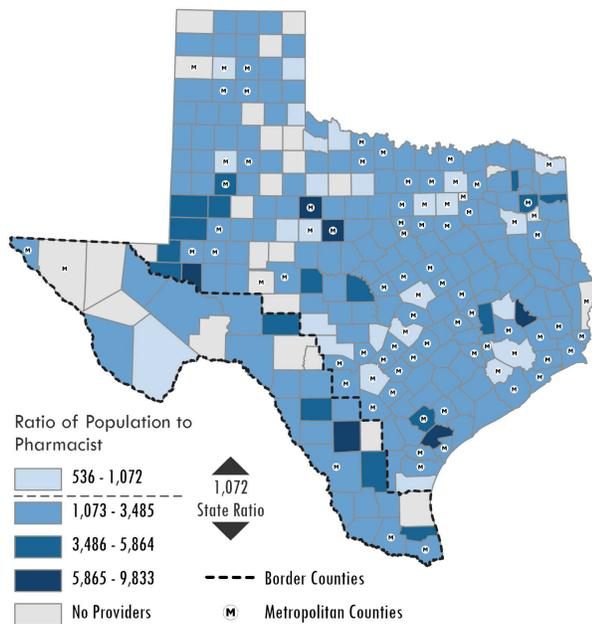 Ratio of Population to
Pharmacist
536 - 1,072
1,073 - 3,485
3,486 - 5,864
5,865 - 9,833
No Providers
1,072
State Ratio
Border Counties
M Metropolitan Counties